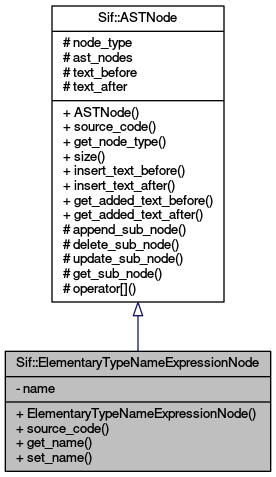 Sif::ASTNode
# node_type
# ast_nodes
# text_before
# text_after
+ ASTNode()
+ source_code()
+ get_node_type()
+ size()
+ insert_text_before()
+ insert_text_after()
+ get_added_text_before()
+ get_added_text_after()
# append_sub_node()
# delete_sub_node()
# update_sub_node()
# get_sub_node()
# operator[]()
Sif::ElementaryTypeNameExpressionNode
- name
+ ElementaryTypeNameExpressionNode()
+ source_code()
+ get_name()
+ set_name()